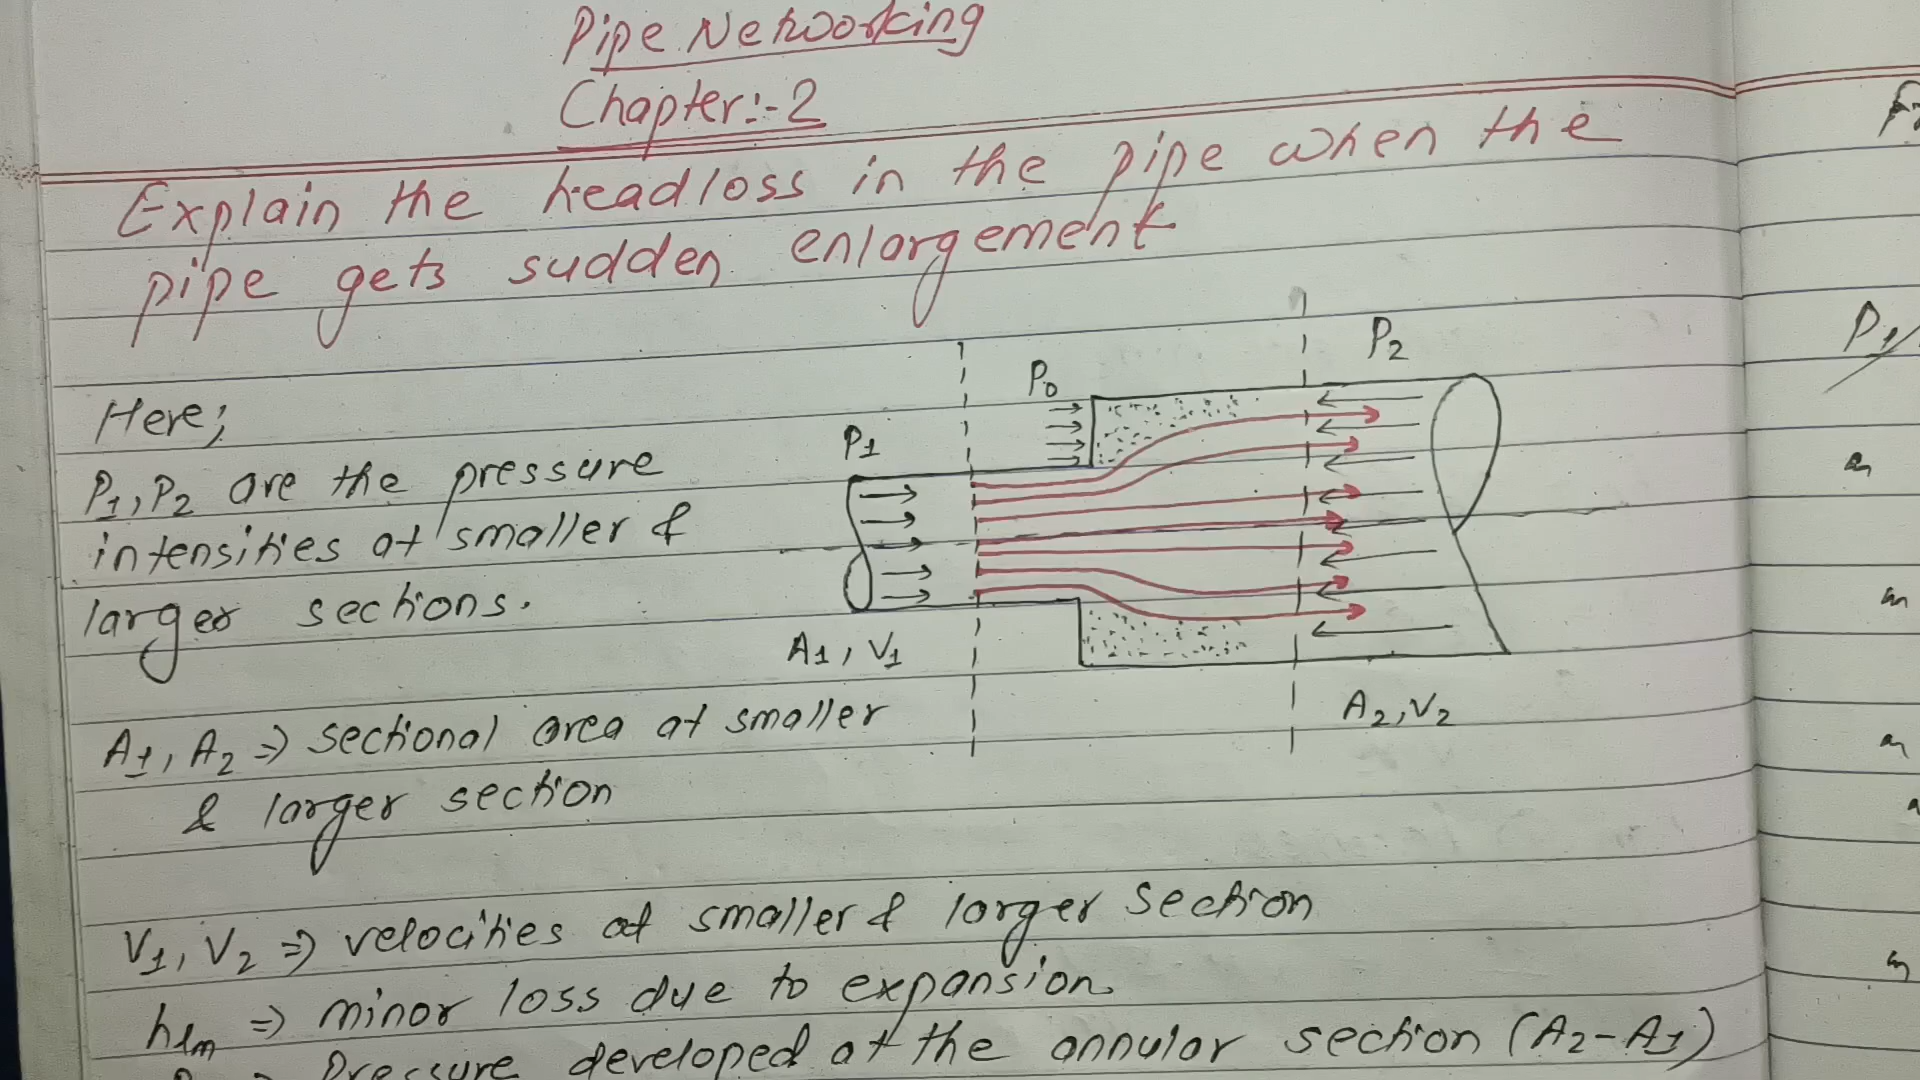 Pipe Networking
Chapter:-2
Explain the headloss in the pipe when the
pipe gets sudden enlargement
Here;
P1, P2 are the pressure
intensities at smaller &
larger sections.
P1
P0
P2
A1, V1
A2, V2
A1, A2 => sectional area at smaller
& larger section
V1, V2 => velocities at smaller & larger section
hlm => minor loss due to expansion.
Pressure developed at the annular section (A2-A1)
P1/